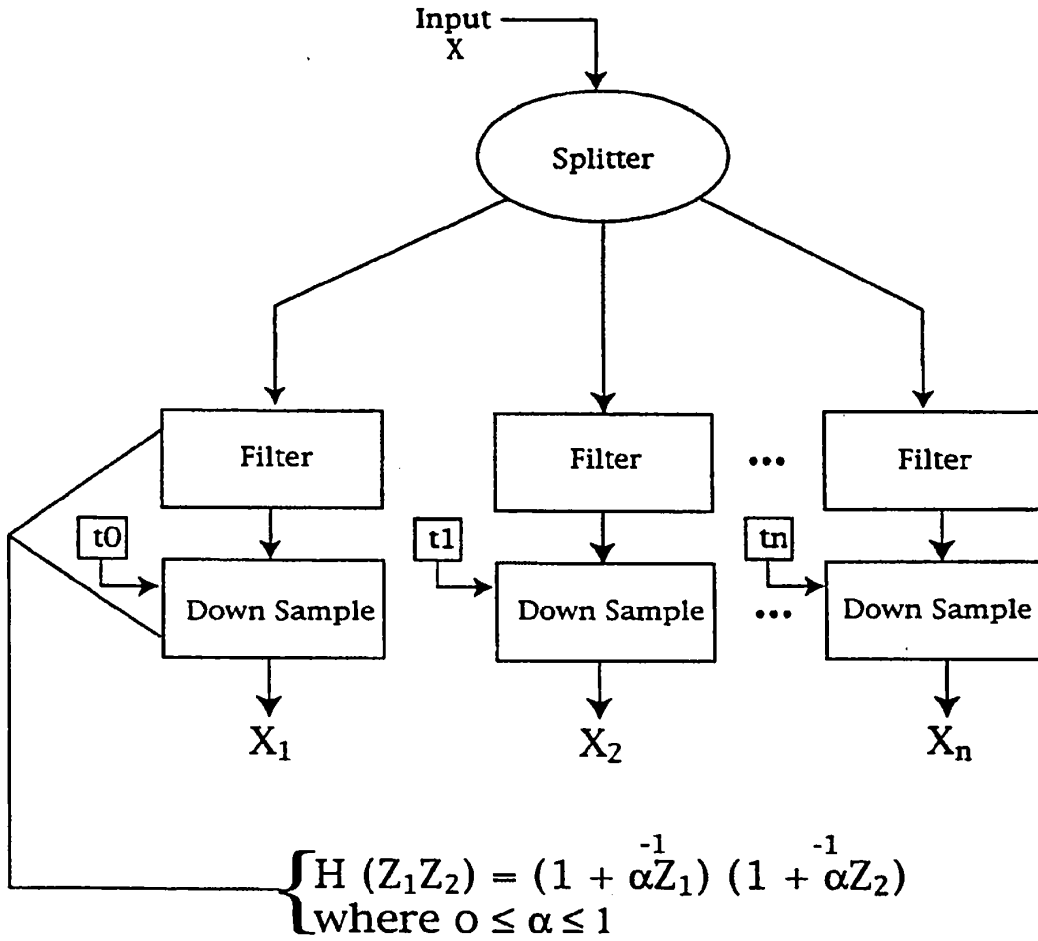 Input
X
Splitter
Filter
Filter
...
Filter
t0
t1
tn
Down Sample
Down Sample
...
Down Sample
X₁
X₂
Xₙ
H (Z₁Z₂) = (1 + αZ₁⁻¹) (1 + αZ₂⁻¹)
where 0 ≤ α ≤ 1